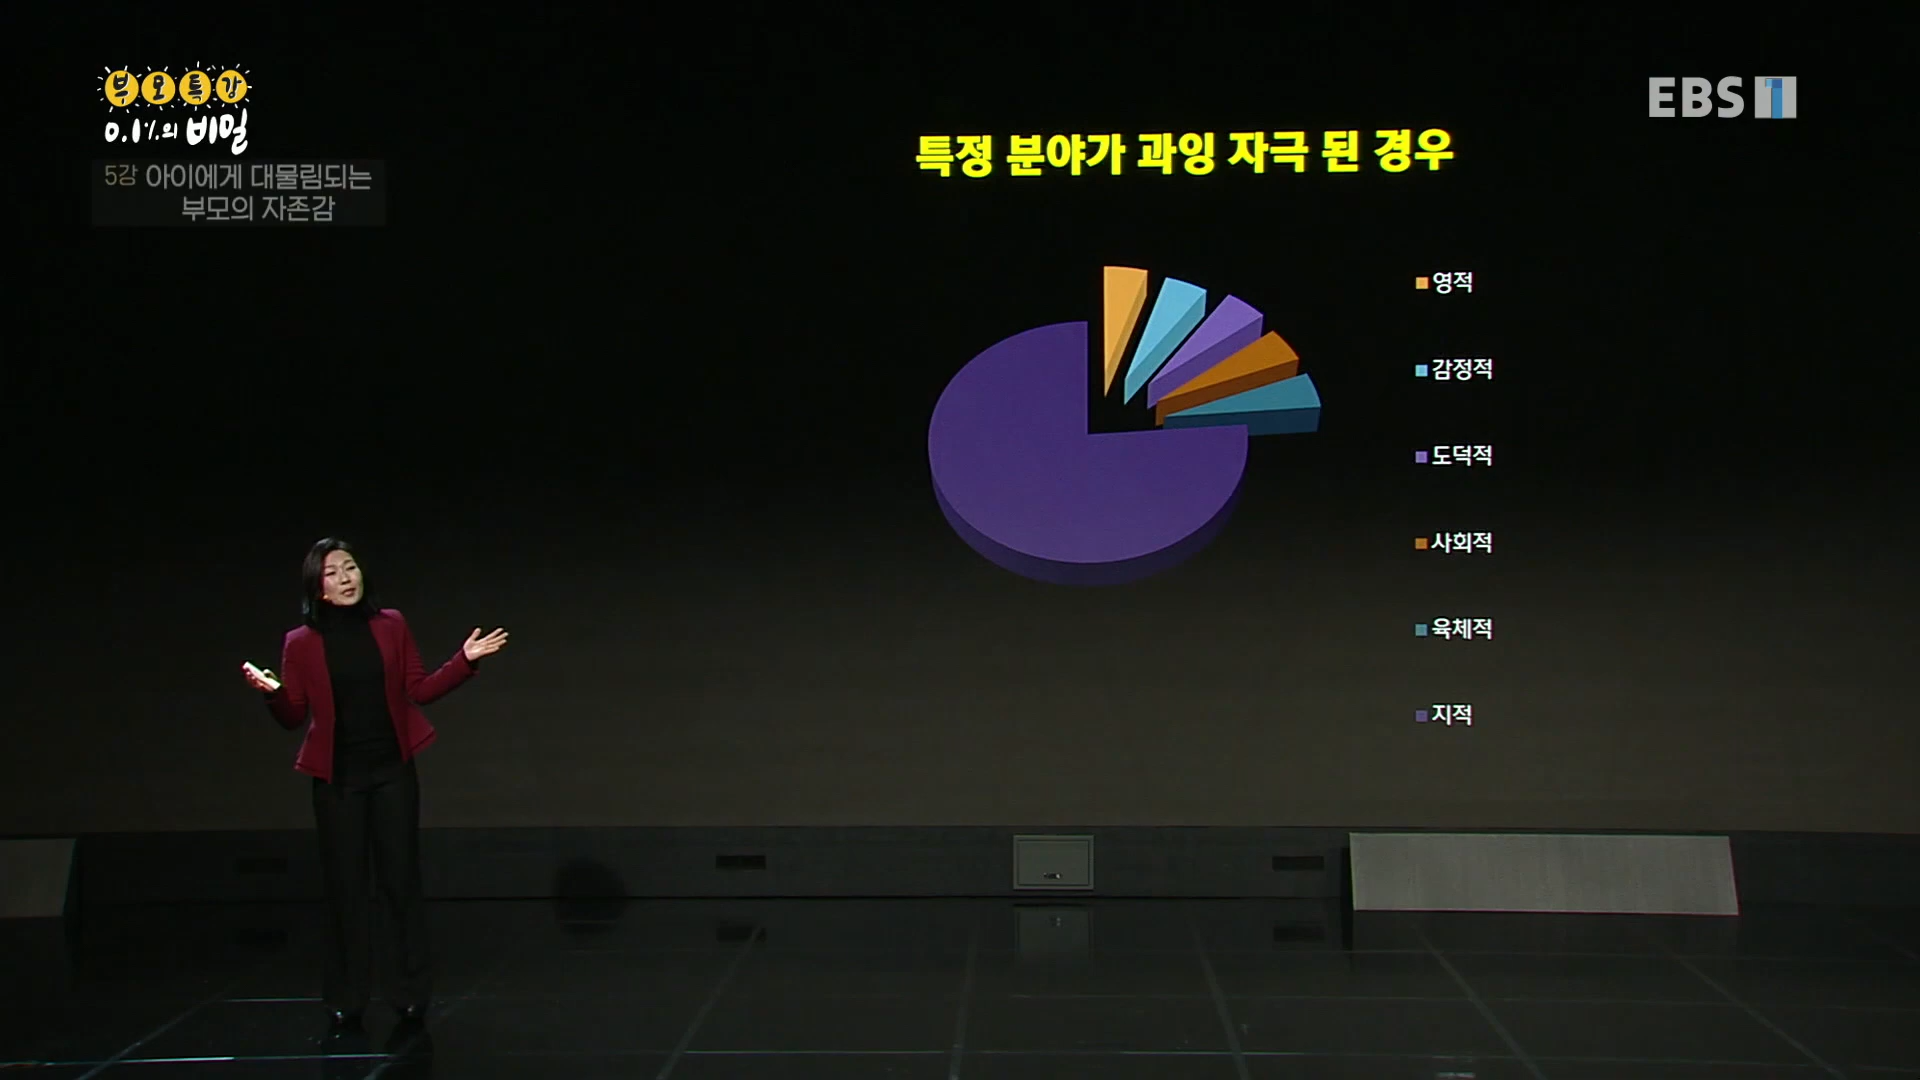 부모특강
0.1%의 비밀
5강 아이에게 대물림되는
부모의 자존감
EBS 1
특정 분야가 과잉 자극 된 경우
영적
감정적
도덕적
사회적
육체적
지적